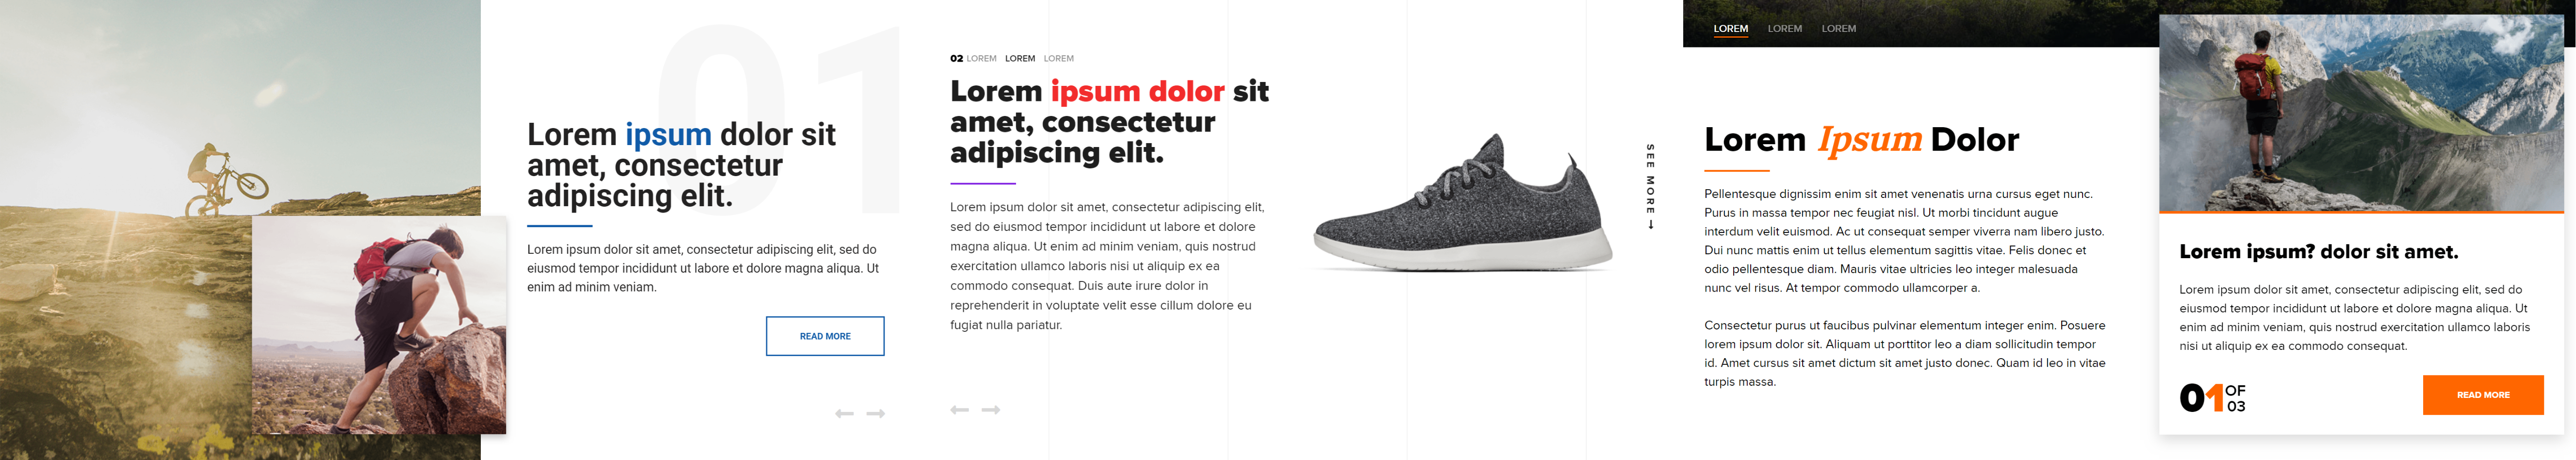 01
Lorem ipsum dolor sit
amet, consectetur
adipiscing elit.
Lorem ipsum dolor sit amet, consectetur adipiscing elit, sed do
eiusmod tempor incididunt ut labore et dolore magna aliqua. Ut
enim ad minim veniam.
READ MORE
02 LOREM LOREM LOREM
Lorem ipsum dolor sit
amet, consectetur
adipiscing elit.
Lorem ipsum dolor sit amet, consectetur adipiscing elit,
sed do eiusmod tempor incididunt ut labore et dolore
magna aliqua. Ut enim ad minim veniam, quis nostrud
exercitation ullamco laboris nisi ut aliquip ex ea
commodo consequat. Duis aute irure dolor in
reprehenderit in voluptate velit esse cillum dolore eu
fugiat nulla pariatur.
SEE MORE
LOREM LOREM LOREM
Lorem Ipsum Dolor
Pellentesque dignissim enim sit amet venenatis urna cursus eget nunc.
Purus in massa tempor nec feugiat nisl. Ut morbi tincidunt augue
interdum velit euismod. Ac ut consequat semper viverra nam libero justo.
Dui nunc mattis enim ut tellus elementum sagittis vitae. Felis donec et
odio pellentesque diam. Mauris vitae ultricies leo integer malesuada
nunc vel risus. At tempor commodo ullamcorper a.
Consectetur purus ut faucibus pulvinar elementum integer enim. Posuere
lorem ipsum dolor sit. Aliquam ut porttitor leo a diam sollicitudin tempor
id. Amet cursus sit amet dictum sit amet justo donec. Quam id leo in vitae
turpis massa.
Lorem ipsum? dolor sit amet.
Lorem ipsum dolor sit amet, consectetur adipiscing elit, sed do
eiusmod tempor incididunt ut labore et dolore magna aliqua. Ut
enim ad minim veniam, quis nostrud exercitation ullamco laboris
nisi ut aliquip ex ea commodo consequat.
01 OF
03
READ MORE